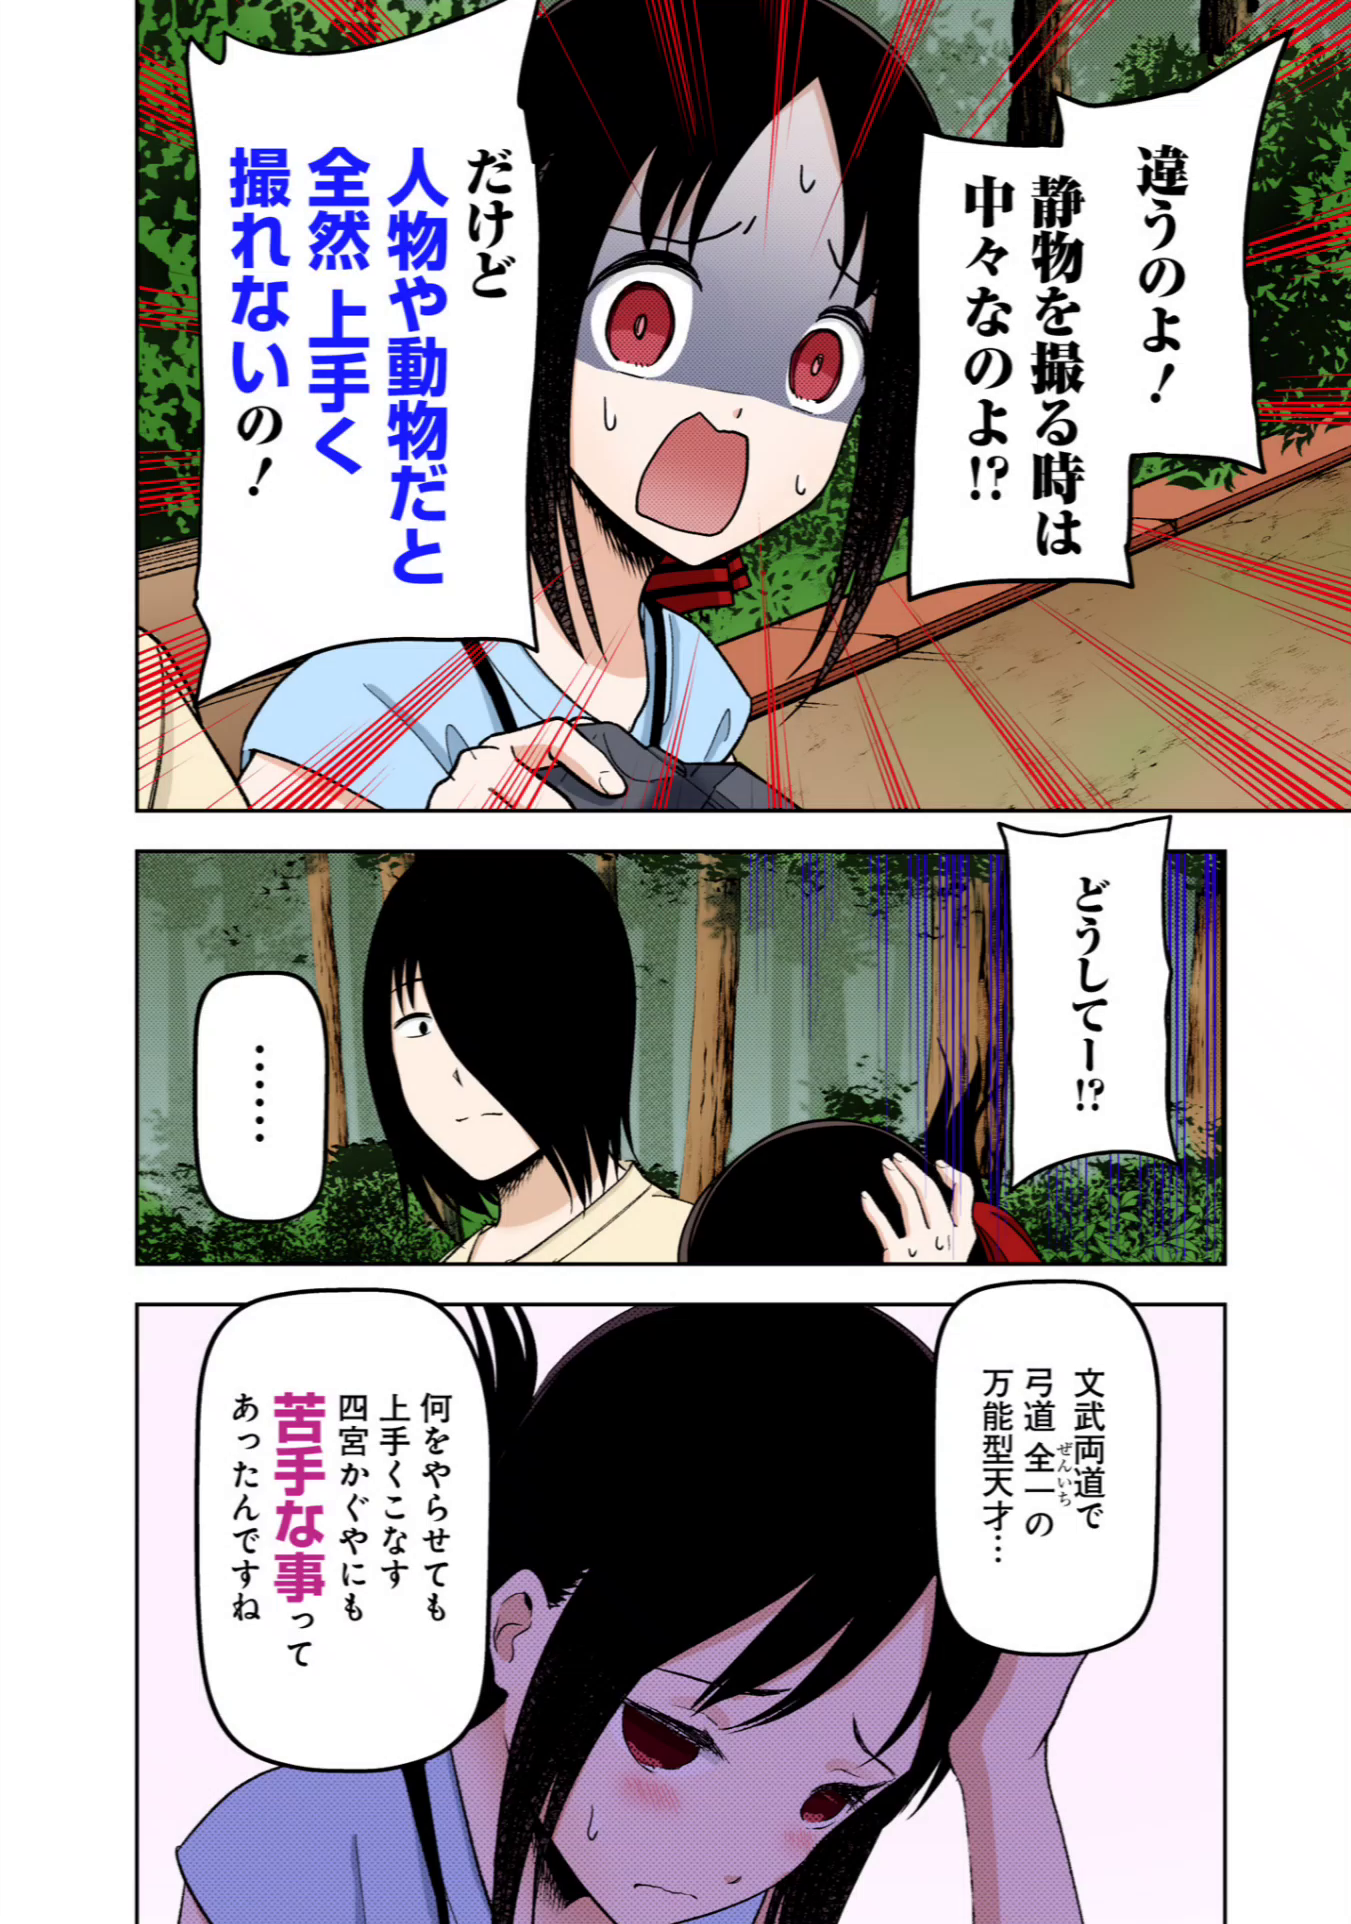 違うのよ！
静物を撮る時は
中々なのよ!?
だけど
人物や動物だと
全然上手く
撮れないの！
どうしてー!?
……
文武両道で
弓道全一の
ぜんいち
万能型天才…
何をやらせても
上手くこなす
四宮かぐやにも
苦手な事って
あったんですね